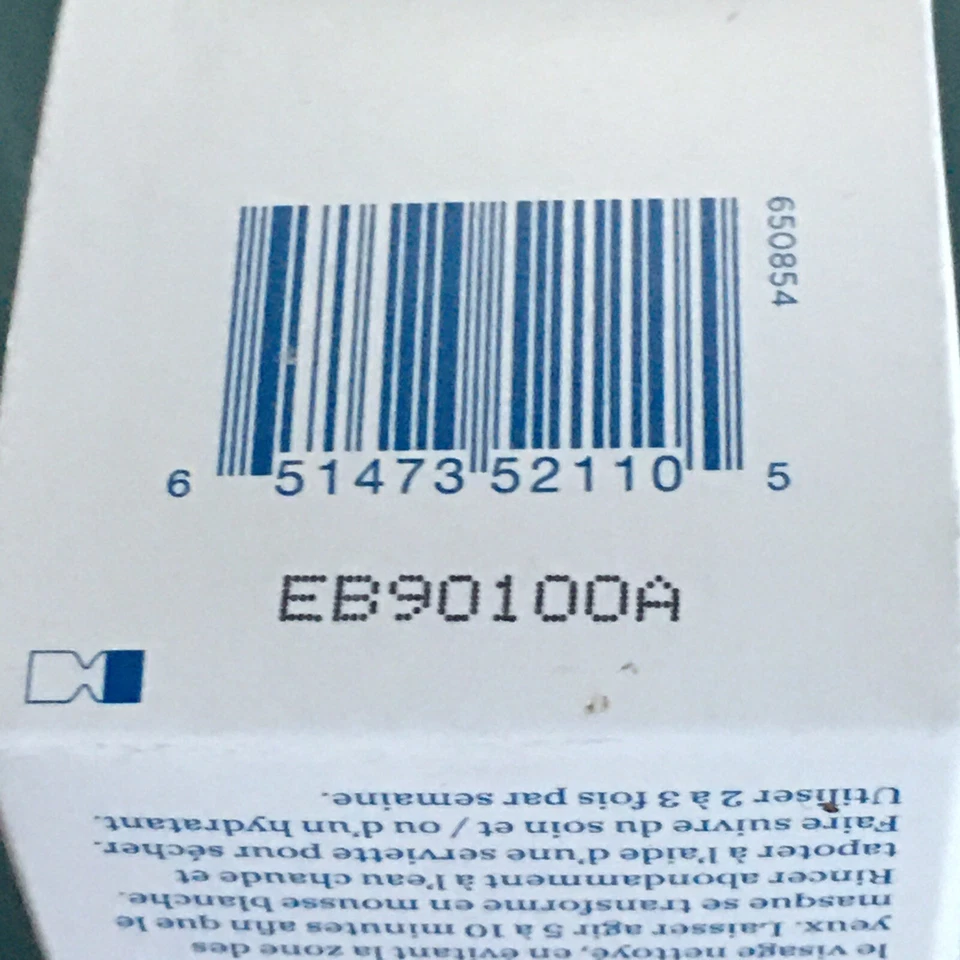 650854
6 51473 52110 5
EB90100A
le visage nettoyé, en évitant la zone des
yeux. Laisser agir 5 à 10 minutes afin que le
masque se transforme en mousse blanche.
Rincer abondamment à l'eau chaude et
tapoter à l'aide d'une serviette pour sécher.
Faire suivre du soin et / ou d'un hydratant.
Utiliser 2 à 3 fois par semaine.